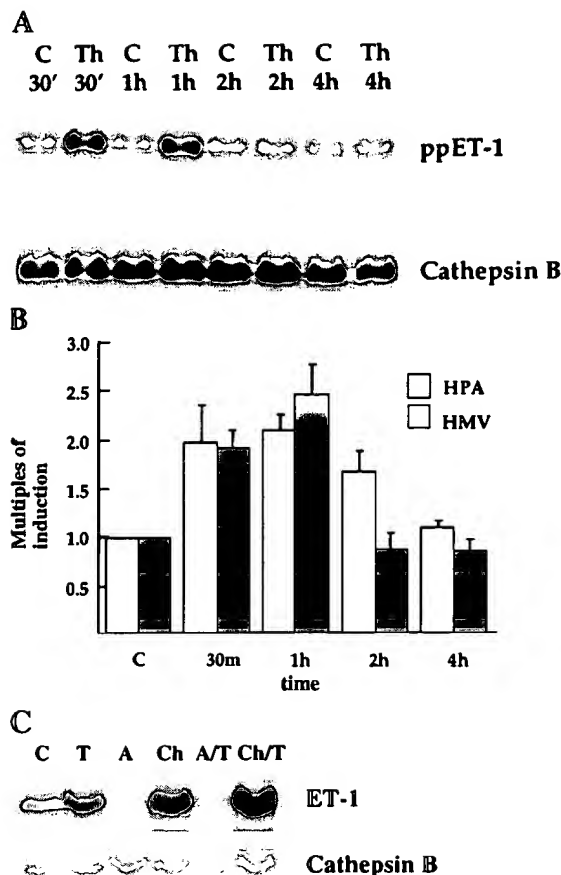 A
C Th C Th C Th C Th
30' 30' 1h 1h 2h 2h 4h 4h
ppET-1
Cathepsin B
B
3.0
2.5
2.0
1.5
1.0
0.5
Multiples of
induction
HPA
HMV
C 30m 1h 2h 4h
time
C
C T A Ch A/T Ch/T
ET-1
Cathepsin B